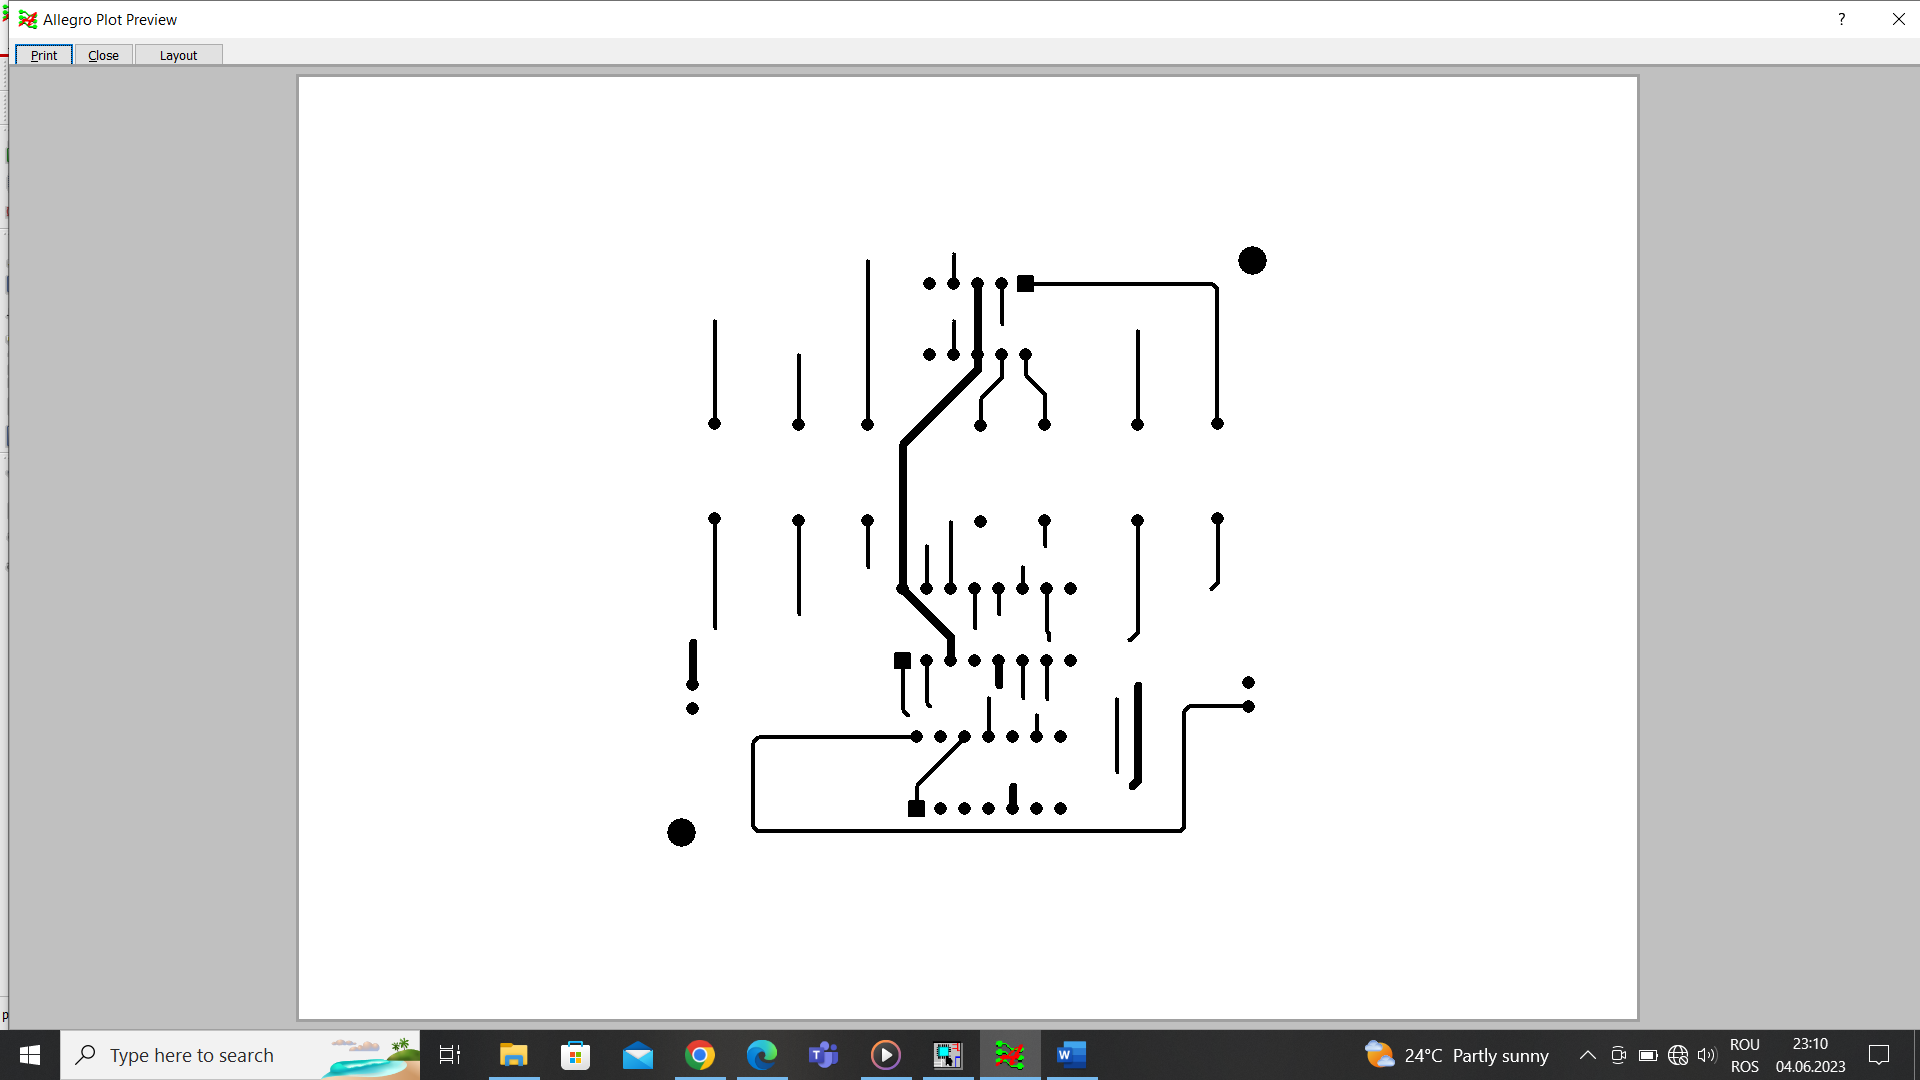 Allegro Plot Preview
?
Print Close Layout
p
Type here to search
24°C Partly sunny
ROU
ROS
23:10
04.06.2023